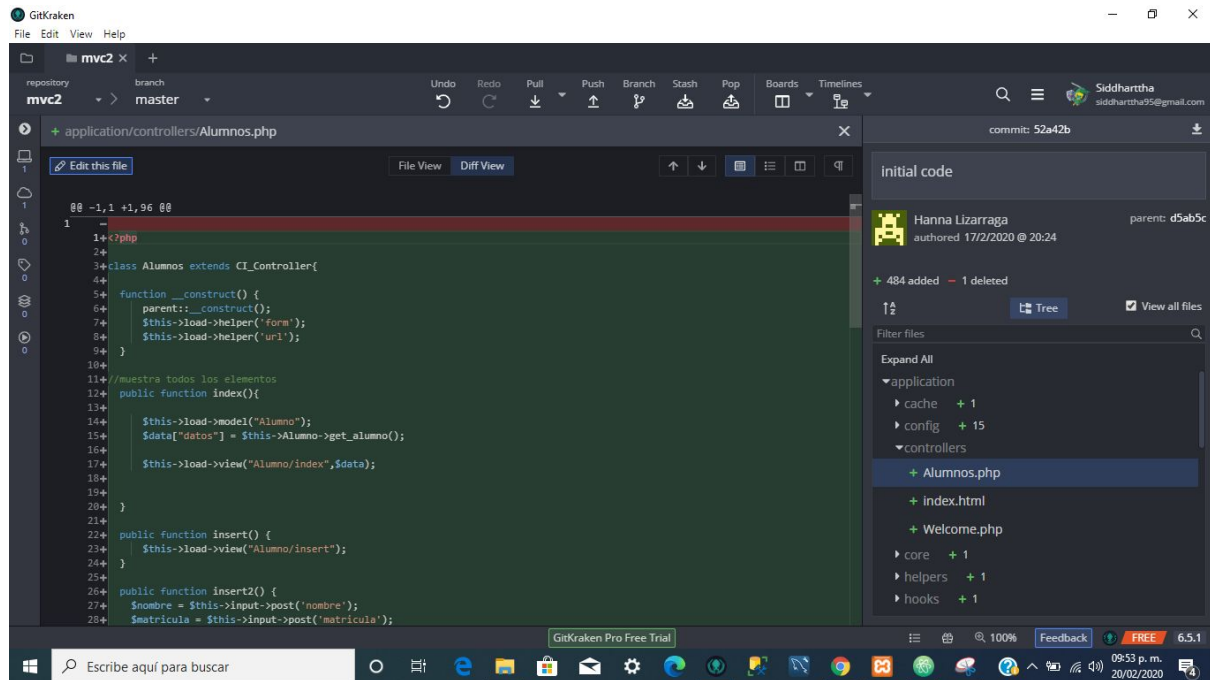 GitKraken
File Edit View Help
mvc2 × +
repository branch
mvc2 > master
Undo Redo Pull Push Branch Stash Pop Boards Timelines
Siddharttha
siddharttha95@gmail.com
+ application/controllers/Alumnos.php ×
commit: 52a42b
Edit this file
File View Diff View
initial code
Hanna Lizarraga
authored 17/2/2020 @ 20:24
parent: d5ab5c
+ 484 added − 1 deleted
Tree
View all files
Filter files
Expand All
application
cache + 1
config + 15
controllers
+ Alumnos.php
+ index.html
+ Welcome.php
core + 1
helpers + 1
hooks + 1
1
1
0
0
0
0
@@ -1,1 +1,96 @@
1 −
1+<?php
2+
3+class Alumnos extends CI_Controller{
4+
5+ function __construct() {
6+ parent::__construct();
7+ $this->load->helper('form');
8+ $this->load->helper('url');
9+ }
10+
11+//muestra todos los elementos
12+ public function index(){
13+
14+ $this->load->model("Alumno");
15+ $data["datos"] = $this->Alumno->get_alumno();
16+
17+ $this->load->view("Alumno/index",$data);
18+
19+
20+ }
21+
22+ public function insert() {
23+ $this->load->view("Alumno/insert");
24+ }
25+
26+ public function insert2() {
27+ $nombre = $this->input->post('nombre');
28+ $matricula = $this->input->post('matricula');
GitKraken Pro Free Trial
100% Feedback FREE 6.5.1
Escribe aquí para buscar
09:53 p. m.
20/02/2020
4